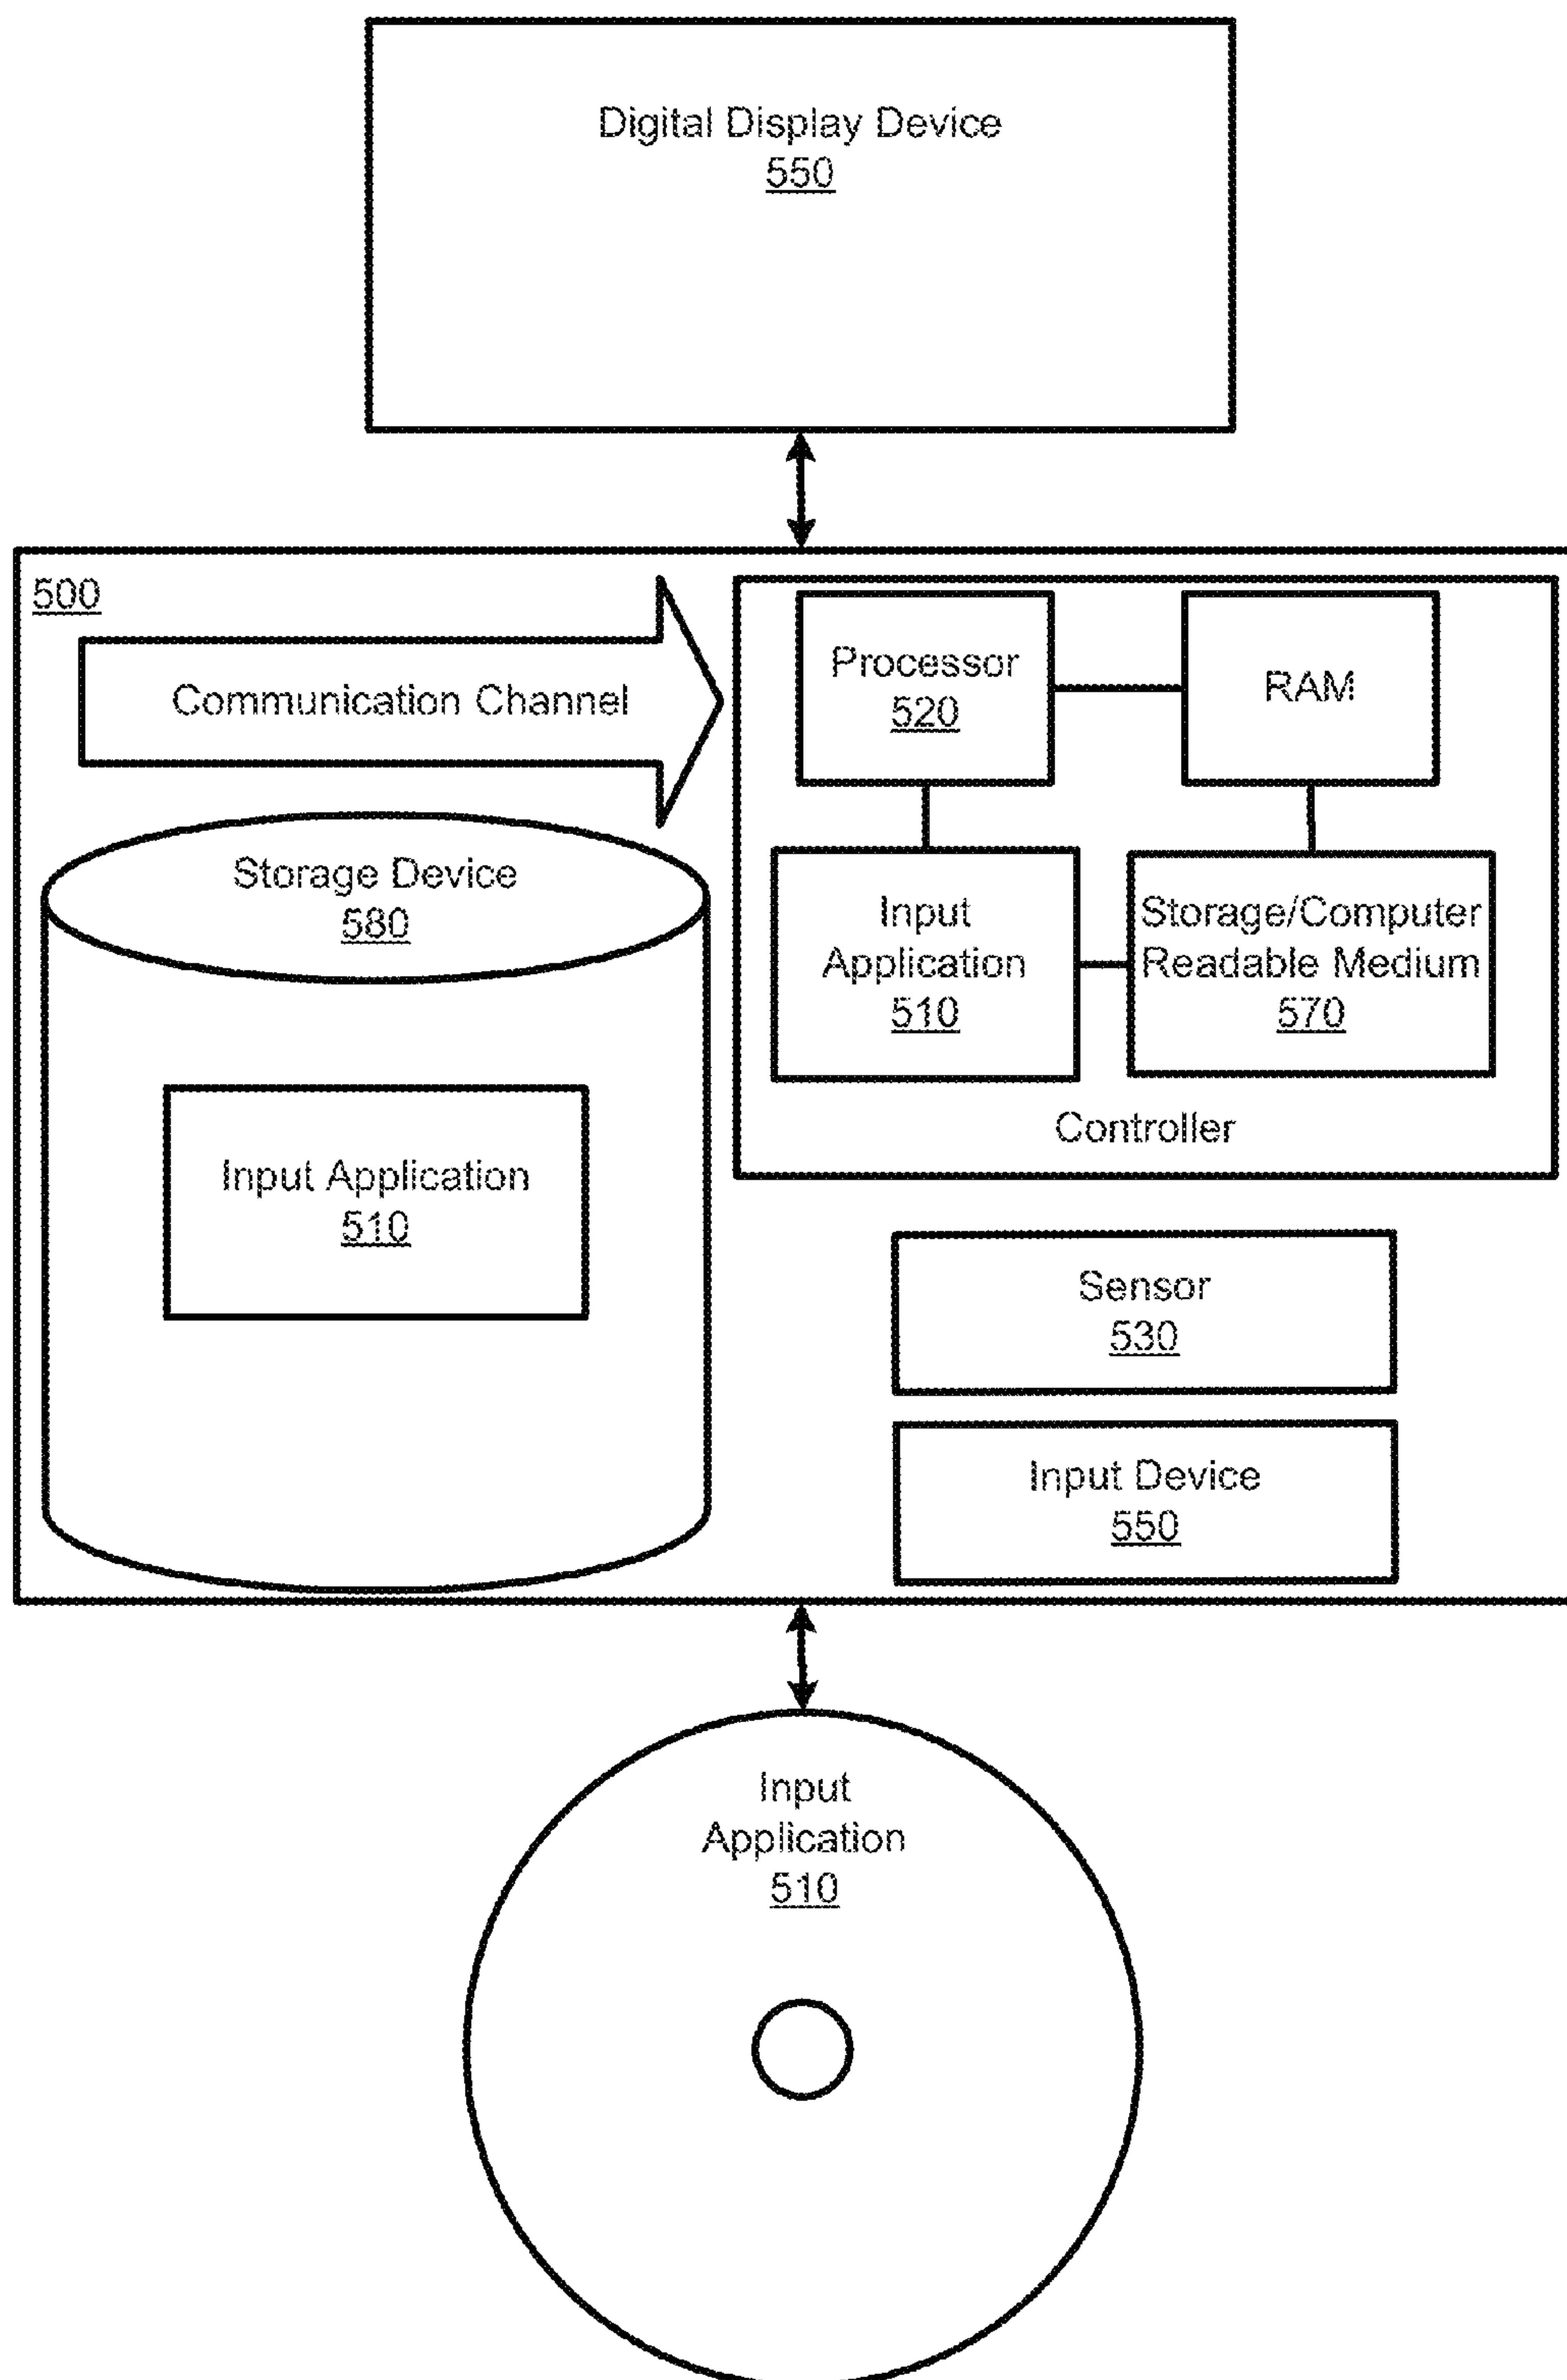 Digital Display Device
550
500
Communication Channel
Processor
520
RAM
Storage Device
580
Input
Application
510
Storage/Computer
Readable Medium
570
Controller
Input Application
510
Sensor
530
Input Device
550
Input
Application
510